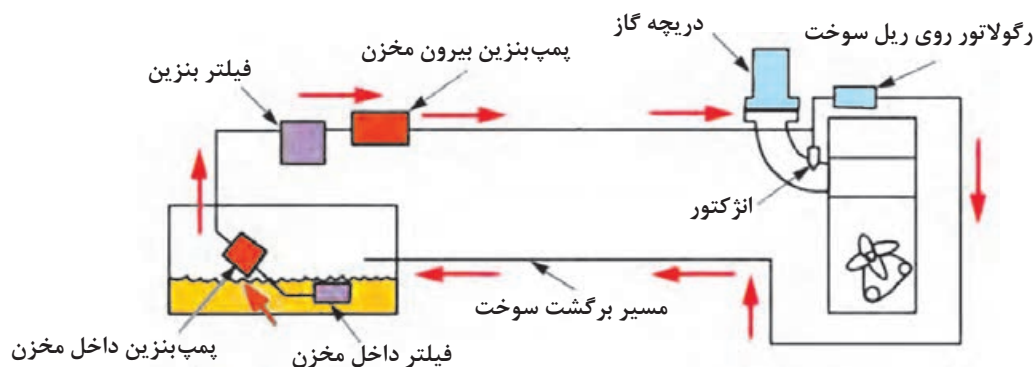 رگولاتور روی ریل سوخت
دریچه گاز
پمپ‌بنزین بیرون مخزن
فیلتر بنزین
انژکتور
مسیر برگشت سوخت
فیلتر داخل مخزن
پمپ‌بنزین داخل مخزن